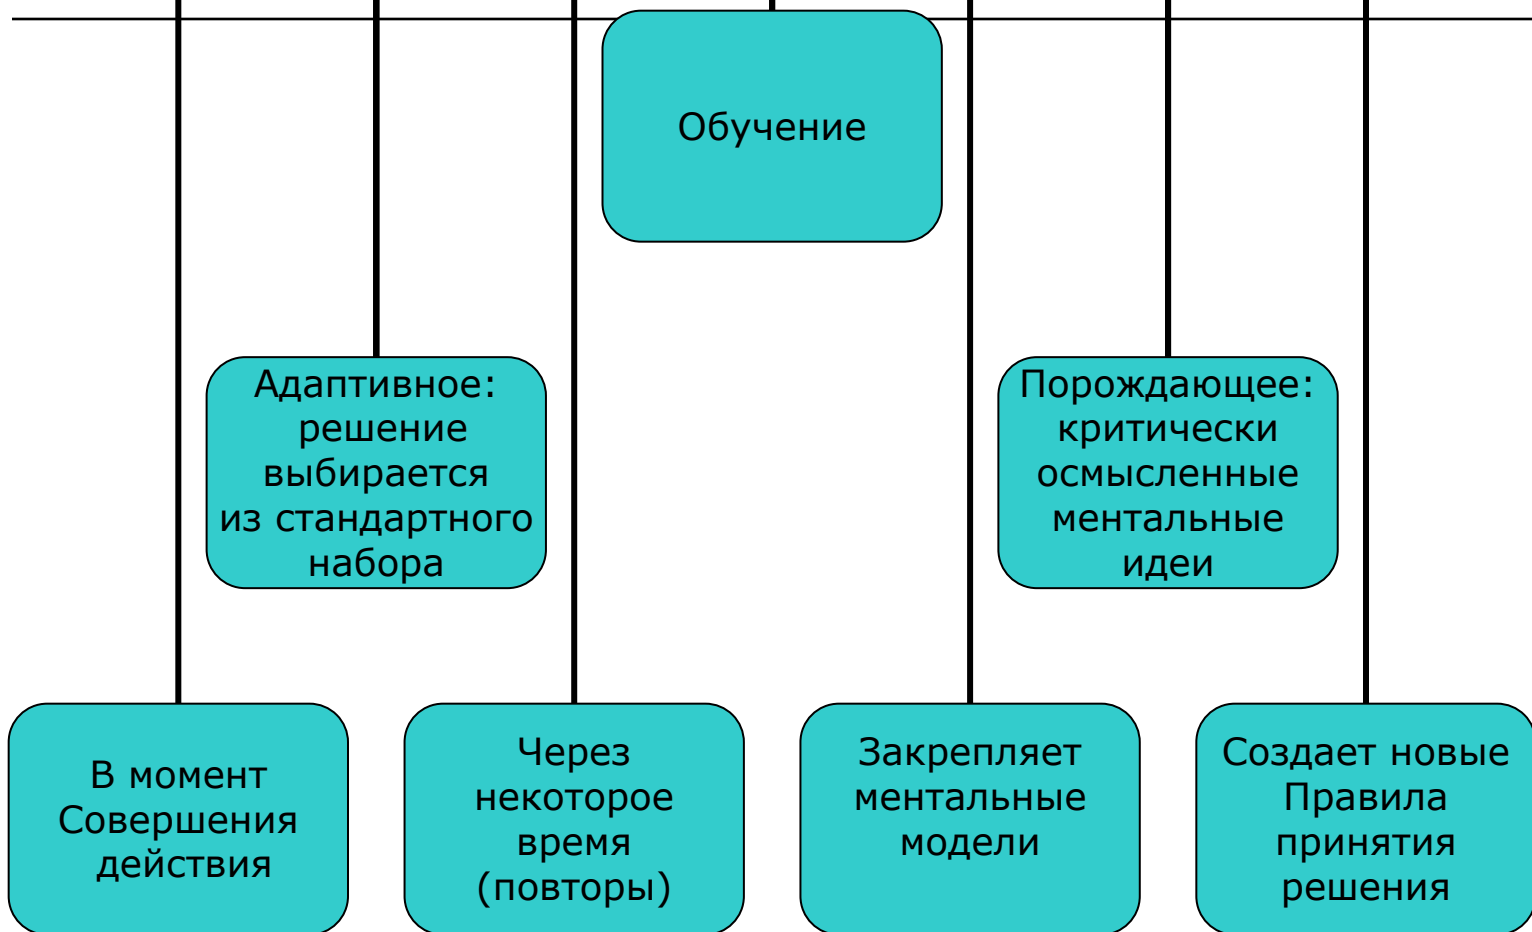 Обучение
Адаптивное:
решение
выбирается
из стандартного
набора
Порождающее:
критически
осмысленные
ментальные
идеи
В момент
Совершения
действия
Через
некоторое
время
(повторы)
Закрепляет
ментальные
модели
Создает новые
Правила
принятия
решения